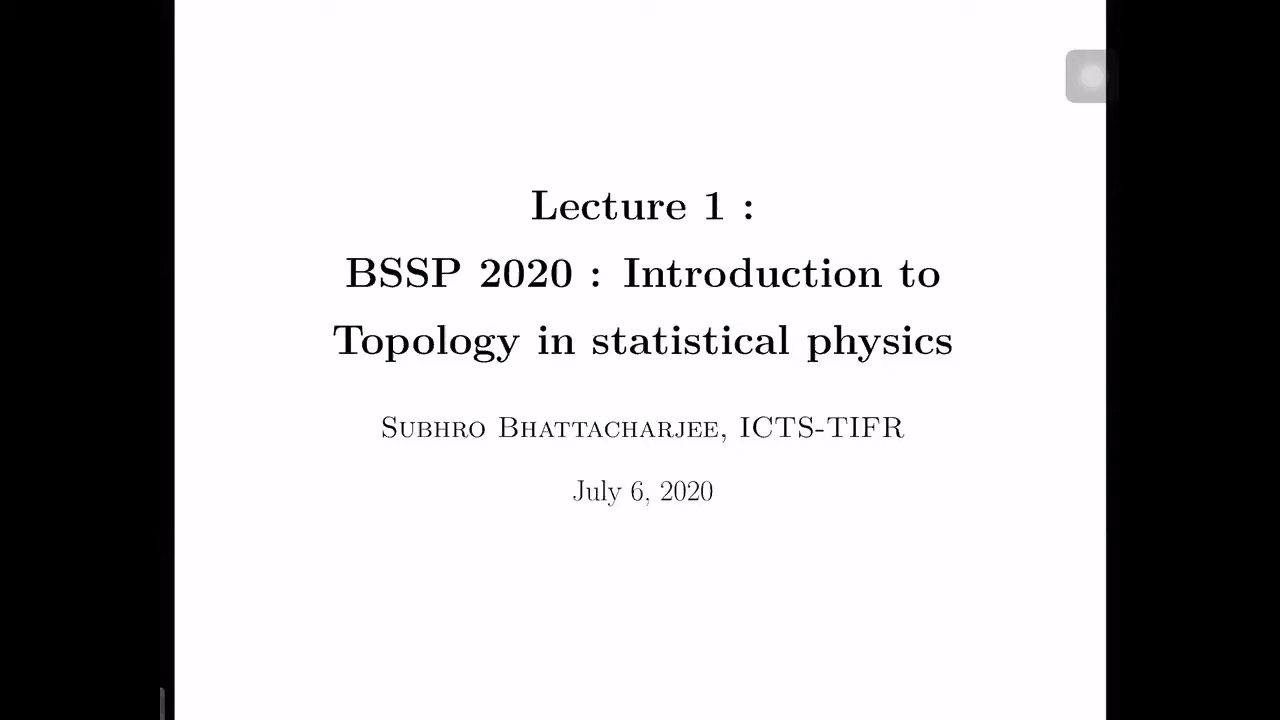 Lecture 1 :
BSSP 2020 : Introduction to
Topology in statistical physics
Subhro Bhattacharjee, ICTS-TIFR
July 6, 2020